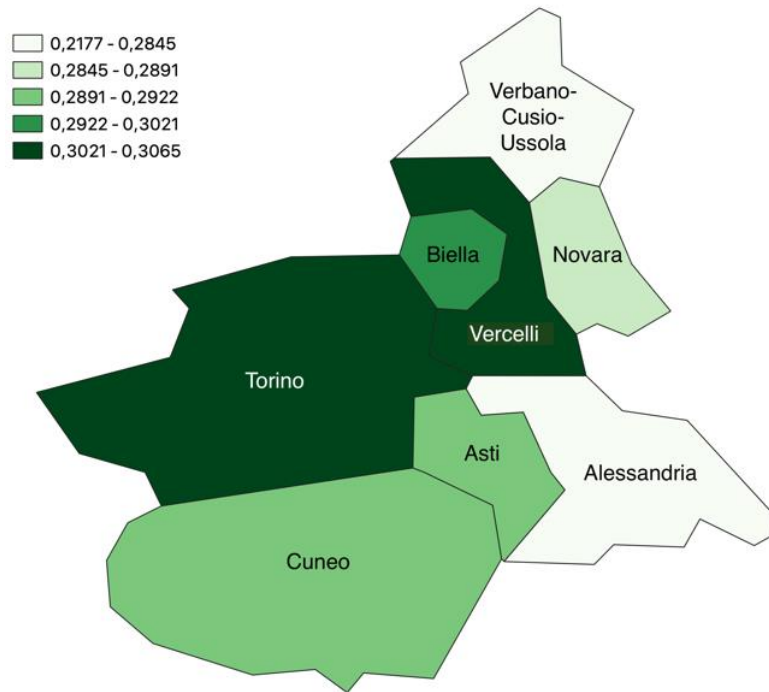 0,2177 - 0,2845
0,2845 - 0,2891
0,2891 - 0,2922
0,2922 - 0,3021
0,3021 - 0,3065
Verbano-
Cusio-
Ussola
Biella
Novara
Vercelli
Torino
Asti
Alessandria
Cuneo